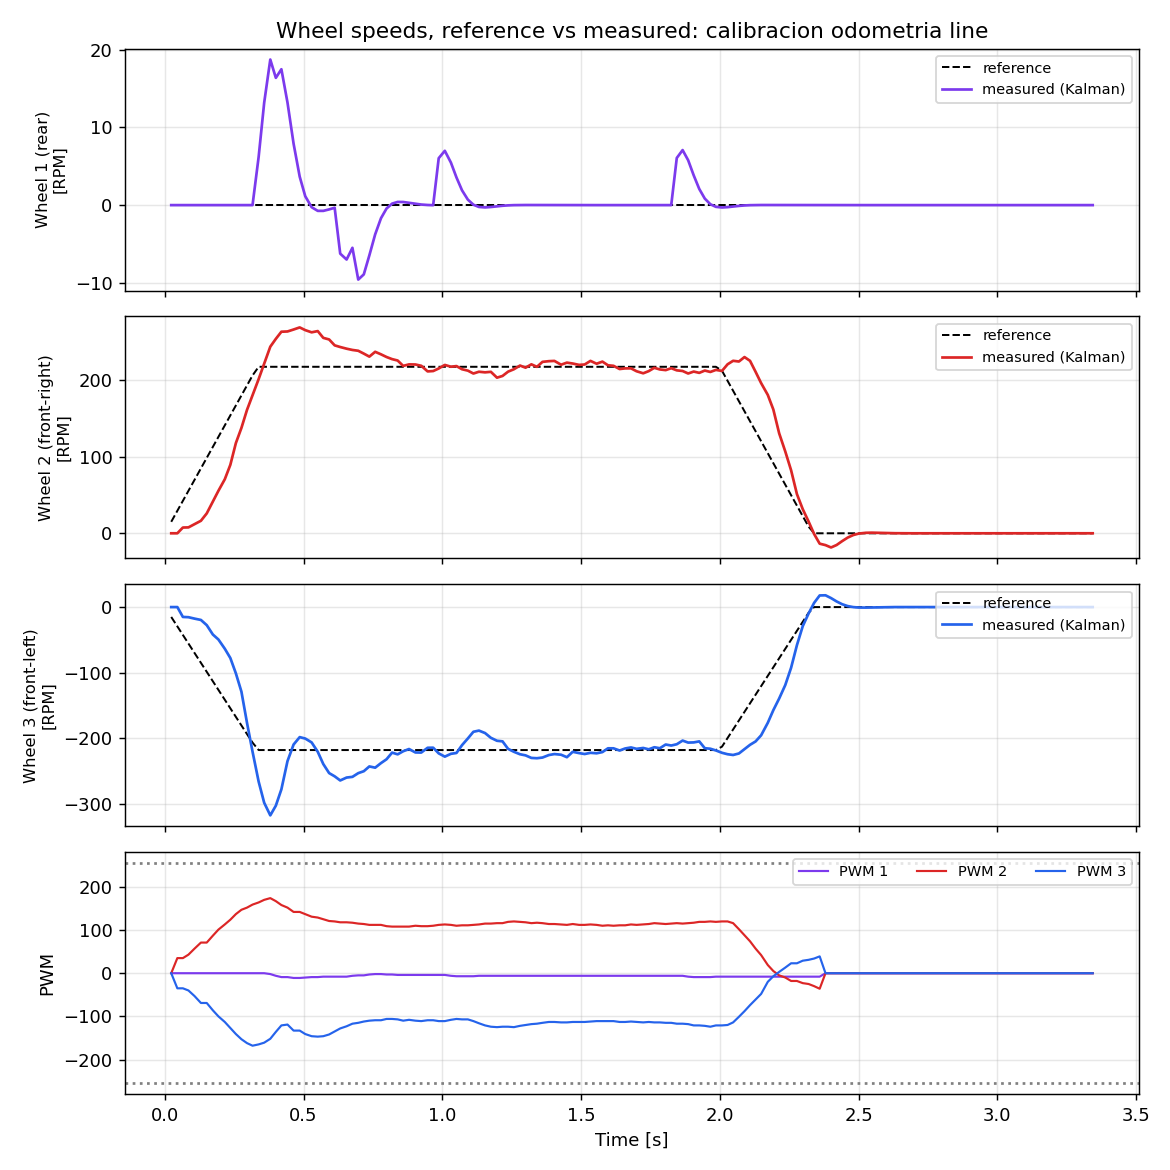 Wheel speeds, reference vs measured: calibracion odometria line
Wheel 1 (rear)
[RPM]
20
10
0
−10
reference
measured (Kalman)
Wheel 2 (front-right)
[RPM]
200
100
0
reference
measured (Kalman)
Wheel 3 (front-left)
[RPM]
0
−100
−200
−300
reference
measured (Kalman)
PWM
200
100
0
−100
−200
PWM 1 PWM 2 PWM 3
0.0 0.5 1.0 1.5 2.0 2.5 3.0 3.5
Time [s]